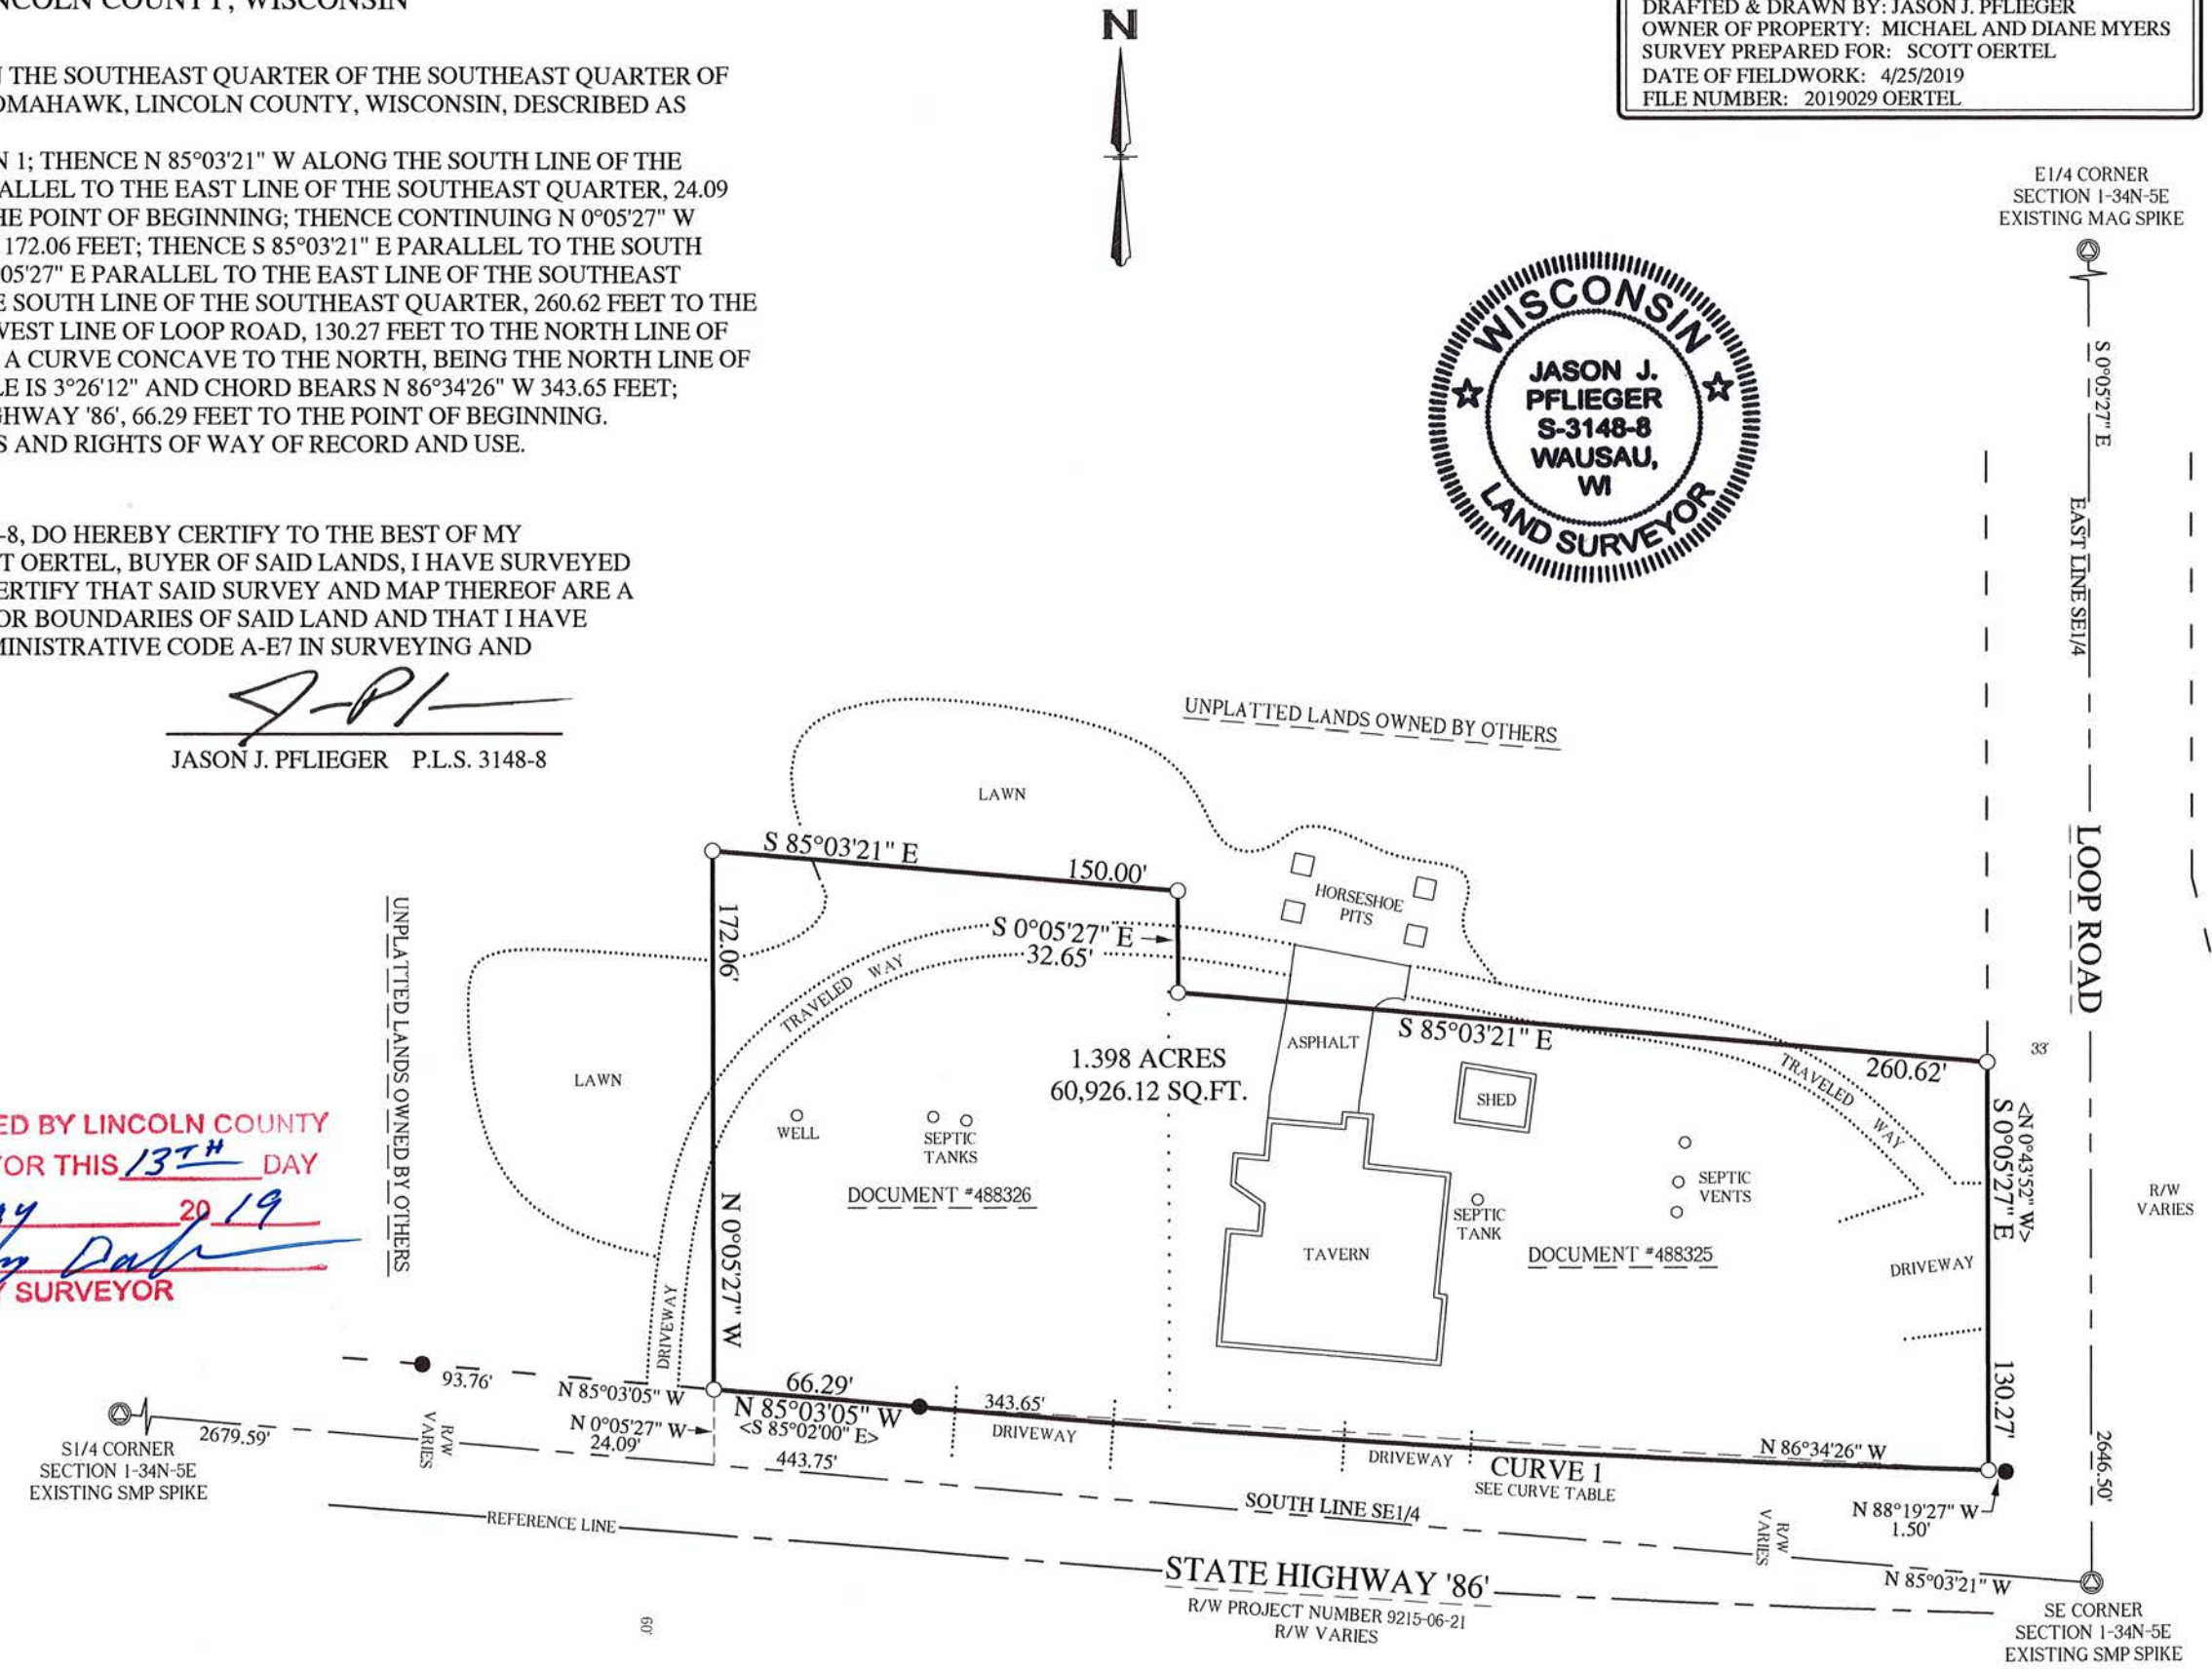 NCOLN COUNTY, WISCONSIN
THE SOUTHEAST QUARTER OF THE SOUTHEAST QUARTER OF
OMAHAWK, LINCOLN COUNTY, WISCONSIN, DESCRIBED AS
N 1; THENCE N 85°03'21" W ALONG THE SOUTH LINE OF THE
ALLEL TO THE EAST LINE OF THE SOUTHEAST QUARTER, 24.09
HE POINT OF BEGINNING; THENCE CONTINUING N 0°05'27" W
172.06 FEET; THENCE S 85°03'21" E PARALLEL TO THE SOUTH
05'27" E PARALLEL TO THE EAST LINE OF THE SOUTHEAST
E SOUTH LINE OF THE SOUTHEAST QUARTER, 260.62 FEET TO THE
WEST LINE OF LOOP ROAD, 130.27 FEET TO THE NORTH LINE OF
A CURVE CONCAVE TO THE NORTH, BEING THE NORTH LINE OF
LE IS 3°26'12" AND CHORD BEARS N 86°34'26" W 343.65 FEET;
GHWAY '86', 66.29 FEET TO THE POINT OF BEGINNING.
S AND RIGHTS OF WAY OF RECORD AND USE.
-8, DO HEREBY CERTIFY TO THE BEST OF MY
T OERTEL, BUYER OF SAID LANDS, I HAVE SURVEYED
ERTIFY THAT SAID SURVEY AND MAP THEREOF ARE A
OR BOUNDARIES OF SAID LAND AND THAT I HAVE
MINISTRATIVE CODE A-E7 IN SURVEYING AND
JASON J. PFLIEGER P.L.S. 3148-8
N
DRAFTED & DRAWN BY: JASON J. PFLIEGER
OWNER OF PROPERTY: MICHAEL AND DIANE MYERS
SURVEY PREPARED FOR: SCOTT OERTEL
DATE OF FIELDWORK: 4/25/2019
FILE NUMBER: 2019029 OERTEL
WISCONSIN
JASON J.
PFLIEGER
S-3148-8
WAUSAU,
WI
LAND SURVEYOR
E1/4 CORNER
SECTION 1-34N-5E
EXISTING MAG SPIKE
S 0°05'27" E
EAST LINE SE1/4
LOOP ROAD
33'
UNPLATTED LANDS OWNED BY OTHERS
LAWN
S 85°03'21" E
150.00'
HORSESHOE
PITS
172.06'
S 0°05'27" E
32.65'
TRAVELED WAY
UNPLATTED LANDS OWNED BY OTHERS
LAWN
1.398 ACRES
60,926.12 SQ.FT.
ASPHALT
S 85°03'21" E
260.62'
SHED
TRAVELED WAY
<N 0°43'52" W>
S 0°05'27" E
WELL
SEPTIC
TANKS
DOCUMENT #488326
SEPTIC
TANK
SEPTIC
VENTS
R/W
VARIES
TAVERN
DOCUMENT #488325
DRIVEWAY
N 0°05'27" W
DRIVEWAY
130.27'
ED BY LINCOLN COUNTY
OR THIS 13TH DAY
20 19
Y SURVEYOR
93.76'
N 85°03'05" W
66.29'
N 85°03'05" W
<S 85°02'00" E>
343.65'
DRIVEWAY
DRIVEWAY
N 86°34'26" W
CURVE 1
SEE CURVE TABLE
N 0°05'27" W
24.09'
443.75'
S1/4 CORNER
SECTION 1-34N-5E
EXISTING SMP SPIKE
2679.59'
R/W
VARIES
REFERENCE LINE
SOUTH LINE SE1/4
R/W
VARIES
N 88°19'27" W
1.50'
2646.50'
N 85°03'21" W
STATE HIGHWAY '86'
R/W PROJECT NUMBER 9215-06-21
R/W VARIES
60'
SE CORNER
SECTION 1-34N-5E
EXISTING SMP SPIKE